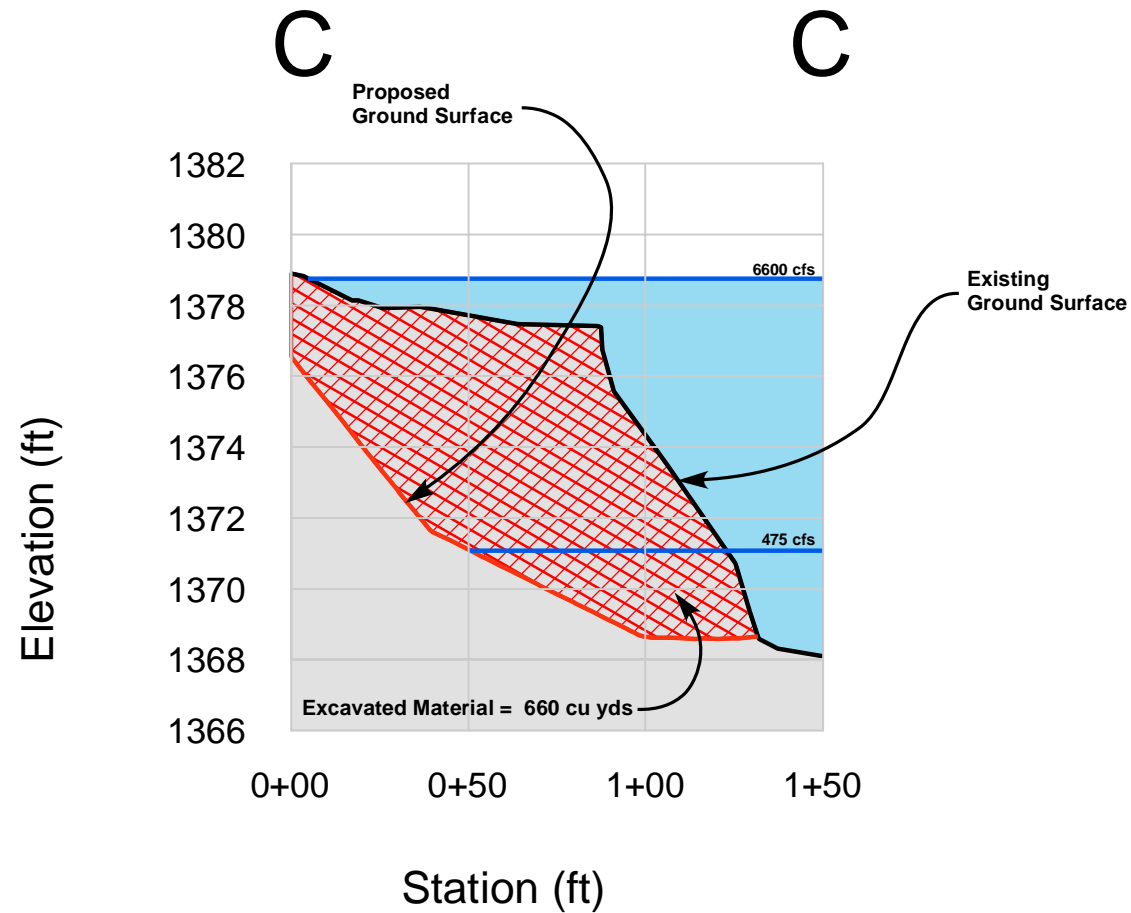 C C
Proposed
Ground Surface
1382
1380
6600 cfs
Existing
Ground Surface
1378
1376
1374
1372
475 cfs
1370
1368
Excavated Material = 660 cu yds
1366
Elevation (ft)
0+00 0+50 1+00 1+50
Station (ft)